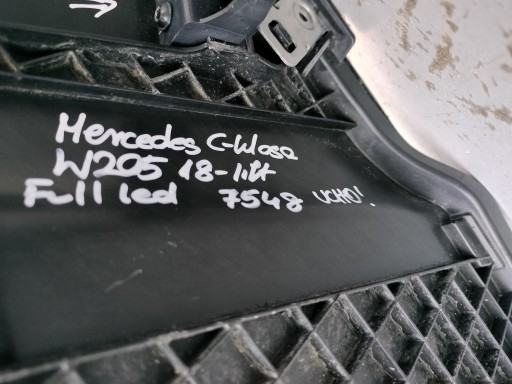 Mercedes C-klasa
W205 18- lift
Full led 7548 UCHO!